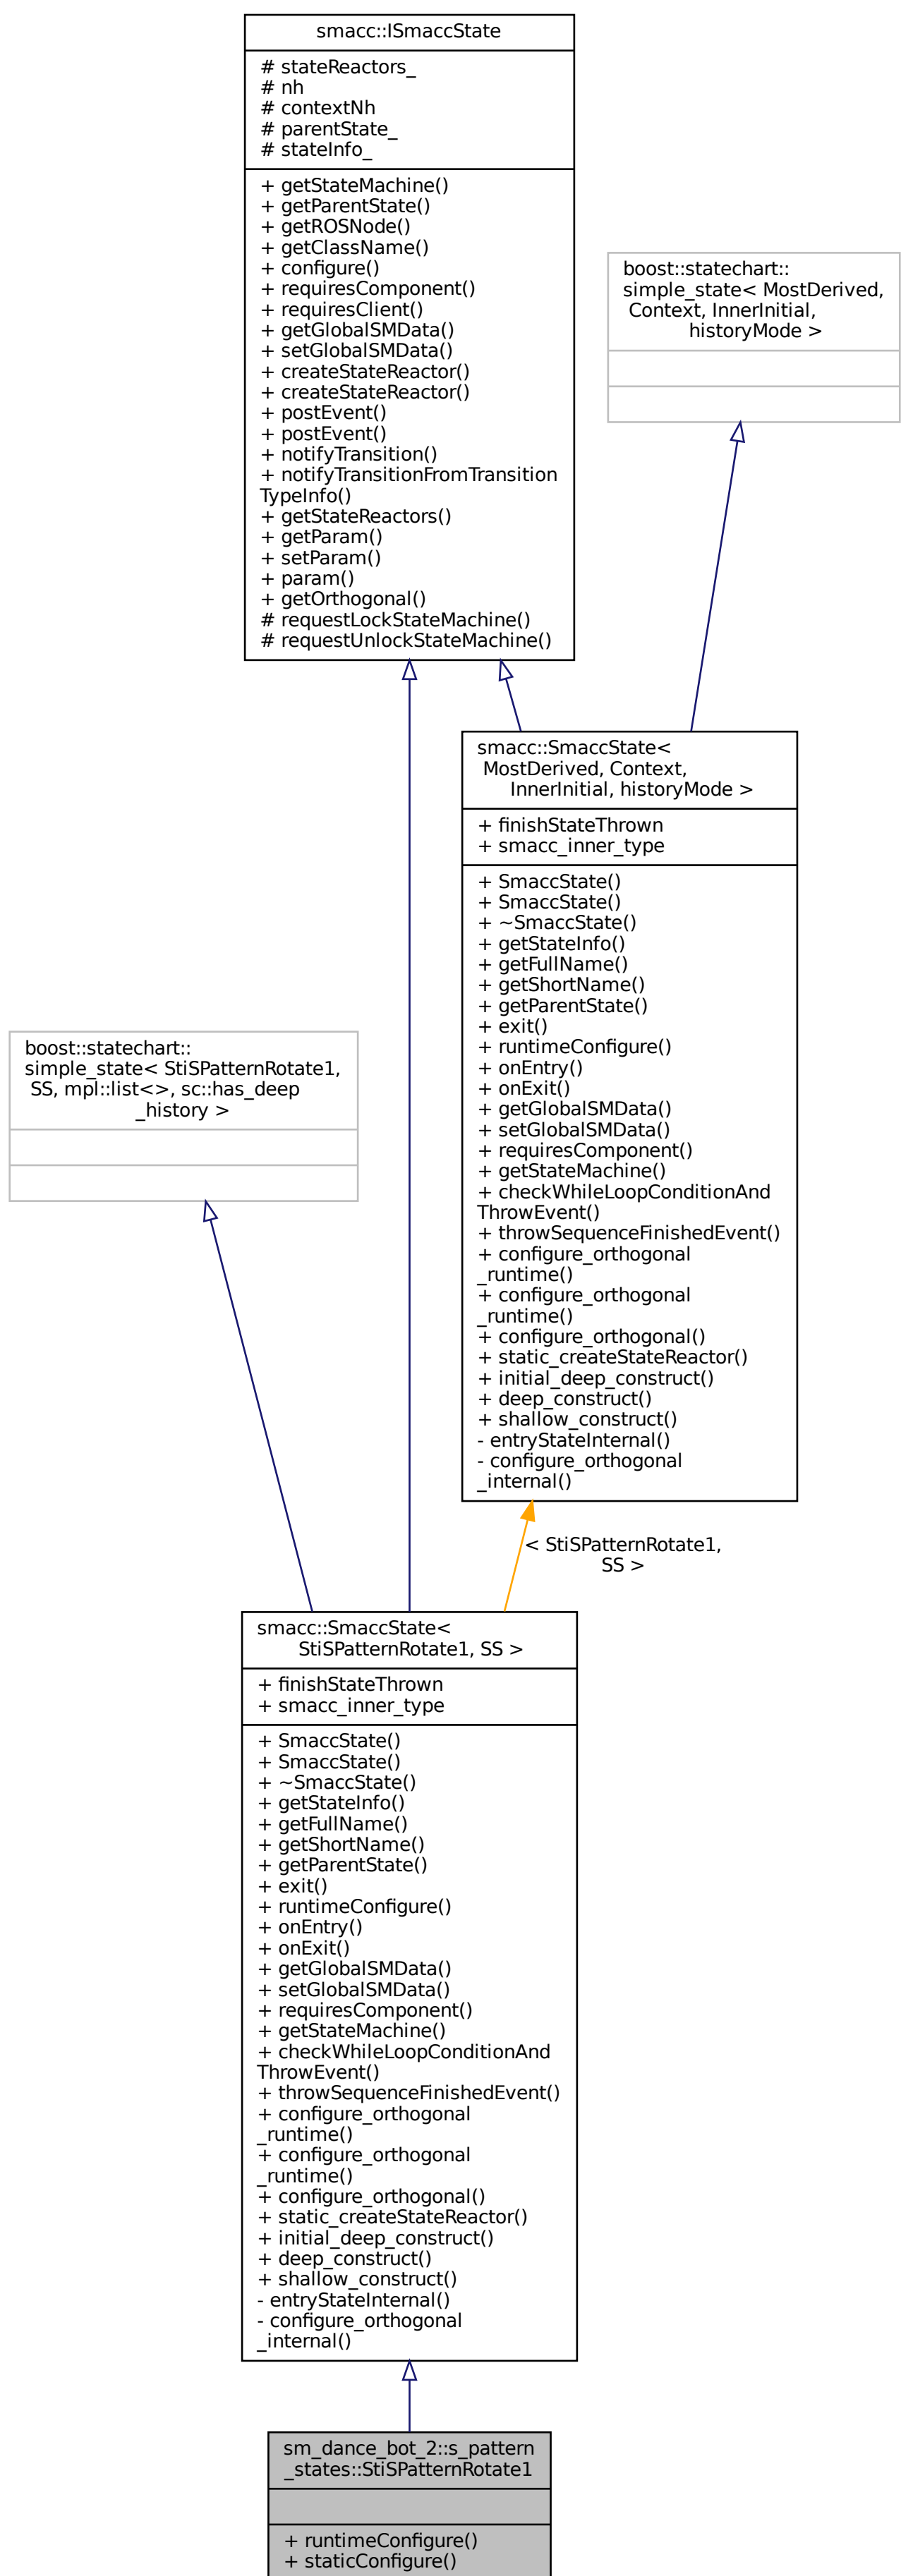 smacc::ISmaccState
# stateReactors_
# nh
# contextNh
# parentState_
# stateInfo_
+ getStateMachine()
+ getParentState()
+ getROSNode()
+ getClassName()
+ configure()
+ requiresComponent()
+ requiresClient()
+ getGlobalSMData()
+ setGlobalSMData()
+ createStateReactor()
+ createStateReactor()
+ postEvent()
+ postEvent()
+ notifyTransition()
+ notifyTransitionFromTransition
TypeInfo()
+ getStateReactors()
+ getParam()
+ setParam()
+ param()
+ getOrthogonal()
# requestLockStateMachine()
# requestUnlockStateMachine()
boost::statechart::
simple_state< MostDerived,
Context, InnerInitial,
historyMode >
smacc::SmaccState<
MostDerived, Context,
InnerInitial, historyMode >
+ finishStateThrown
+ smacc_inner_type
+ SmaccState()
+ SmaccState()
+ ~SmaccState()
+ getStateInfo()
+ getFullName()
+ getShortName()
+ getParentState()
+ exit()
+ runtimeConfigure()
+ onEntry()
+ onExit()
+ getGlobalSMData()
+ setGlobalSMData()
+ requiresComponent()
+ getStateMachine()
+ checkWhileLoopConditionAnd
ThrowEvent()
+ throwSequenceFinishedEvent()
+ configure_orthogonal
_runtime()
+ configure_orthogonal
_runtime()
+ configure_orthogonal()
+ static_createStateReactor()
+ initial_deep_construct()
+ deep_construct()
+ shallow_construct()
- entryStateInternal()
- configure_orthogonal
_internal()
boost::statechart::
simple_state< StiSPatternRotate1,
SS, mpl::list<>, sc::has_deep
_history >
< StiSPatternRotate1,
SS >
smacc::SmaccState<
StiSPatternRotate1, SS >
+ finishStateThrown
+ smacc_inner_type
+ SmaccState()
+ SmaccState()
+ ~SmaccState()
+ getStateInfo()
+ getFullName()
+ getShortName()
+ getParentState()
+ exit()
+ runtimeConfigure()
+ onEntry()
+ onExit()
+ getGlobalSMData()
+ setGlobalSMData()
+ requiresComponent()
+ getStateMachine()
+ checkWhileLoopConditionAnd
ThrowEvent()
+ throwSequenceFinishedEvent()
+ configure_orthogonal
_runtime()
+ configure_orthogonal
_runtime()
+ configure_orthogonal()
+ static_createStateReactor()
+ initial_deep_construct()
+ deep_construct()
+ shallow_construct()
- entryStateInternal()
- configure_orthogonal
_internal()
sm_dance_bot_2::s_pattern
_states::StiSPatternRotate1
+ runtimeConfigure()
+ staticConfigure()